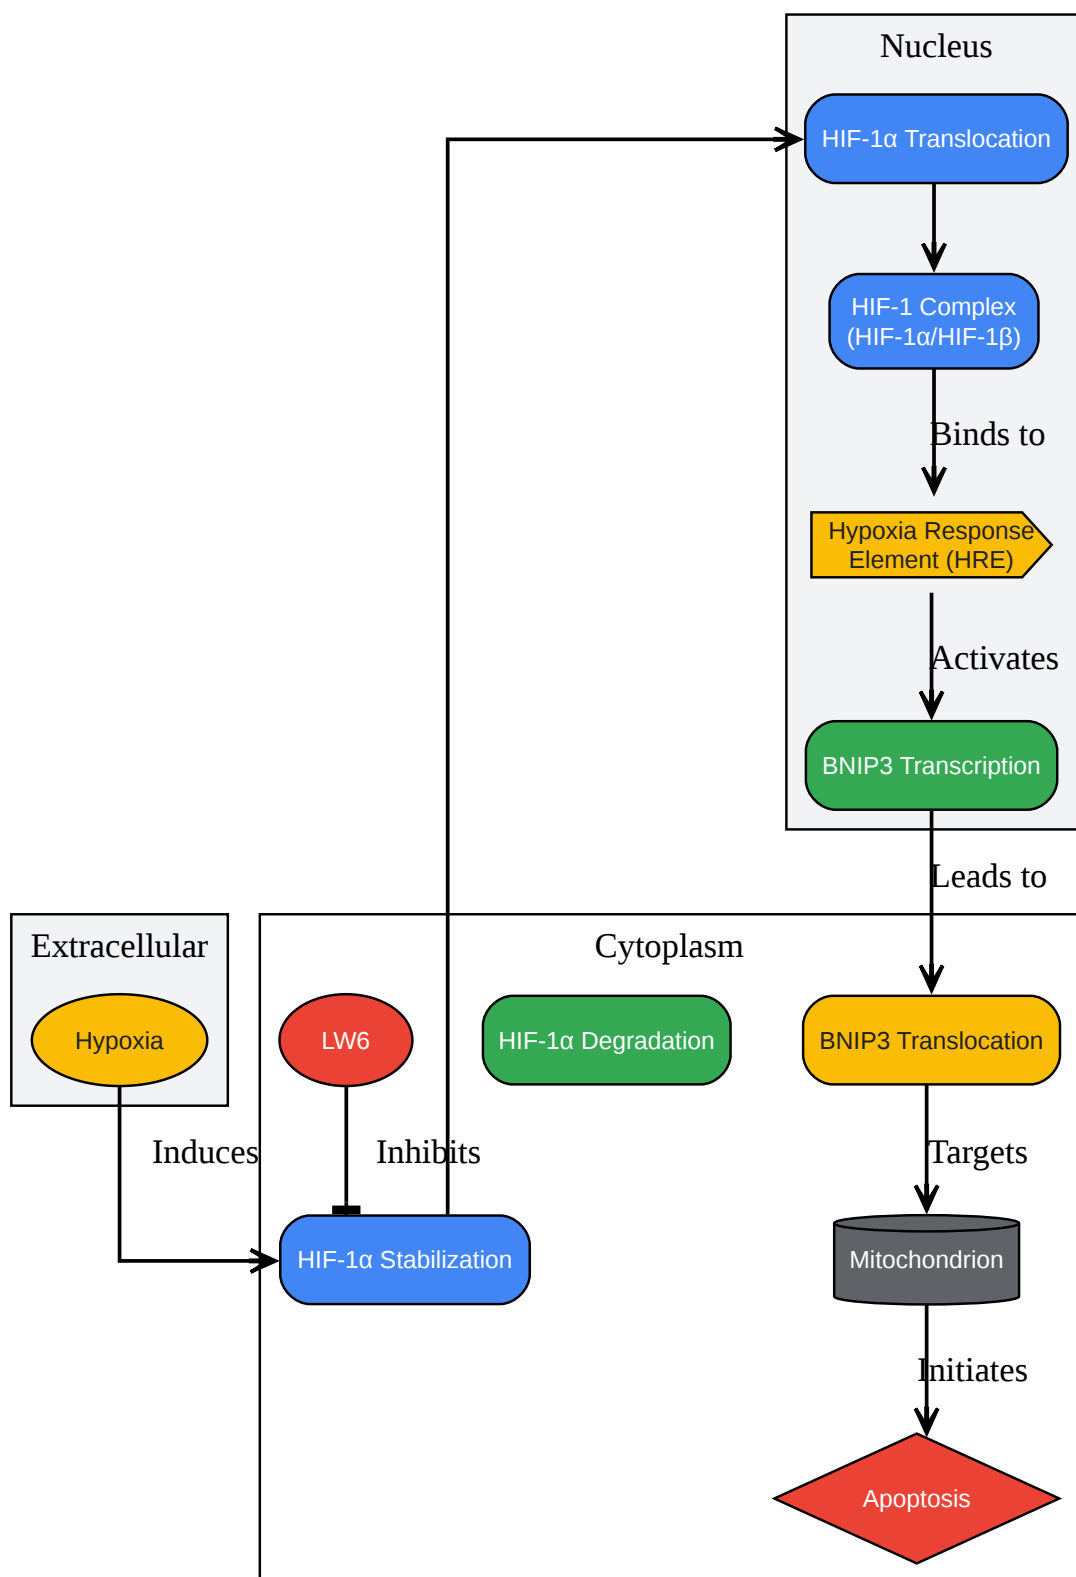 Nucleus
HIF-1α Translocation
HIF-1 Complex
(HIF-1α/HIF-1β)
Binds to
Hypoxia Response
Element (HRE)
Activates
BNIP3 Transcription
Leads to
Extracellular
Cytoplasm
Hypoxia
LW6
HIF-1α Degradation
BNIP3 Translocation
Induces
Inhibits
Targets
HIF-1α Stabilization
Mitochondrion
Initiates
Apoptosis